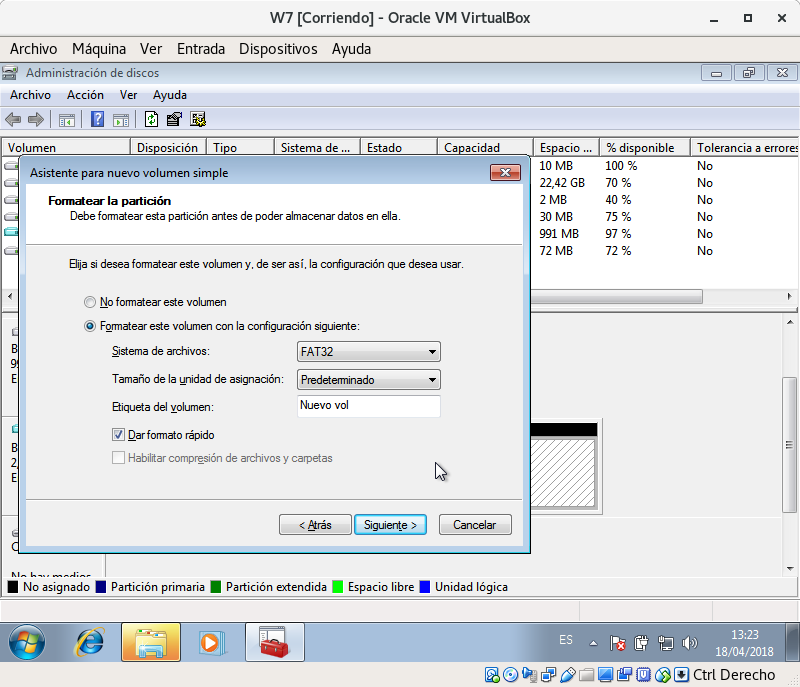 W7 [Corriendo] - Oracle VM VirtualBox
Archivo Máquina Ver Entrada Dispositivos Ayuda
Administración de discos
Archivo Acción Ver Ayuda
Volumen Disposición Tipo Sistema de ... Estado Capacidad Espacio ... % disponible Tolerancia a errores
10 MB 100 % No
22,42 GB 70 % No
2 MB 40 % No
30 MB 75 % No
991 MB 97 % No
72 MB 72 % No
Asistente para nuevo volumen simple
Formatear la partición
Debe formatear esta partición antes de poder almacenar datos en ella.
Elija si desea formatear este volumen y, de ser así, la configuración que desea usar.
No formatear este volumen
Formatear este volumen con la configuración siguiente:
Sistema de archivos: FAT32
Tamaño de la unidad de asignación: Predeterminado
Etiqueta del volumen: Nuevo vol
Dar formato rápido
Habilitar compresión de archivos y carpetas
< Atrás Siguiente > Cancelar
No hay medios
No asignado Partición primaria Partición extendida Espacio libre Unidad lógica
ES 13:23
18/04/2018
Ctrl Derecho